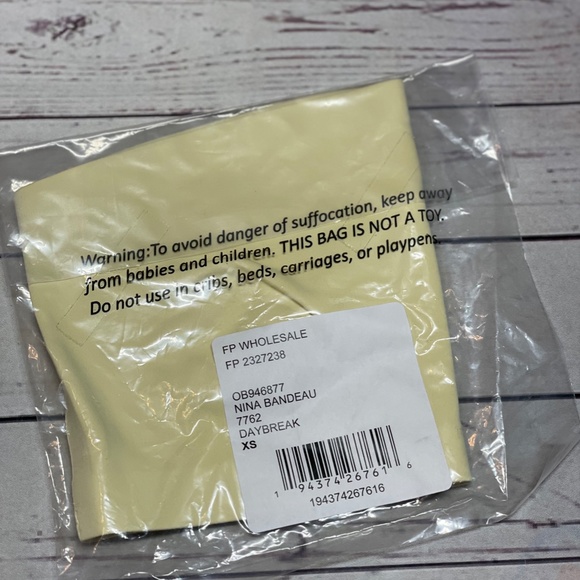 Warning:To avoid danger of suffocation, keep away
from babies and children. THIS BAG IS NOT A TOY.
Do not use in cribs, beds, carriages, or playpens.
FP WHOLESALE
FP 2327238
OB946877
NINA BANDEAU
7762
DAYBREAK
XS
1 94374 26761 6
194374267616